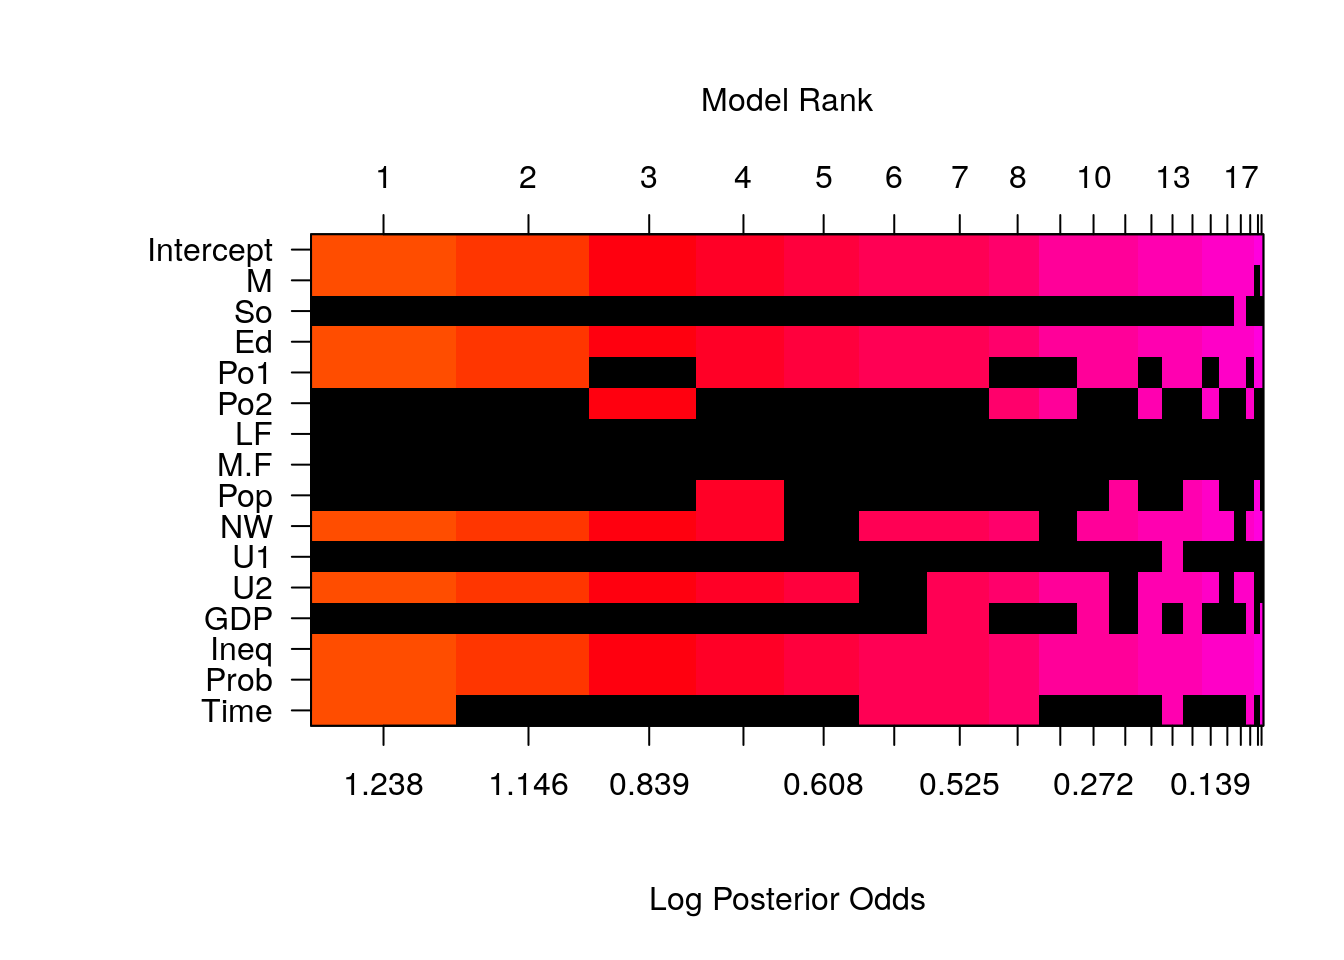 Model Rank
1 2 3 4 5 6 7 8 10 13 17
Intercept
M
So
Ed
Po1
Po2
LF
M.F
Pop
NW
U1
U2
GDP
Ineq
Prob
Time
1.238 1.146 0.839 0.608 0.525 0.272 0.139
Log Posterior Odds